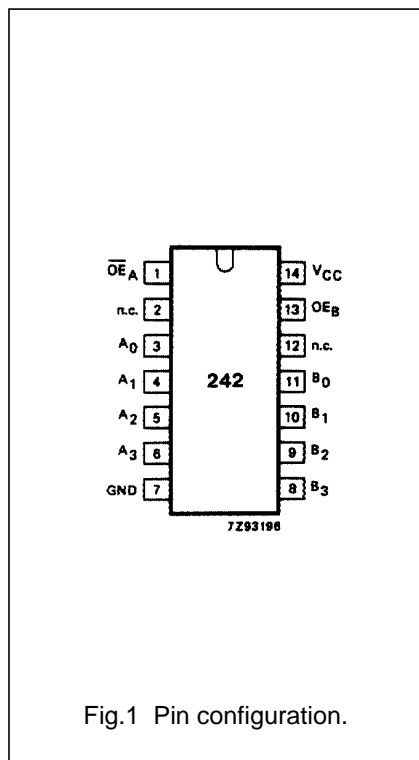 O̅E̅A 1 14 VCC
n.c. 2 13 OEB
A0 3 12 n.c.
A1 4 242 11 B0
A2 5 10 B1
A3 6 9 B2
GND 7 8 B3
7Z93196
Fig.1 Pin configuration.